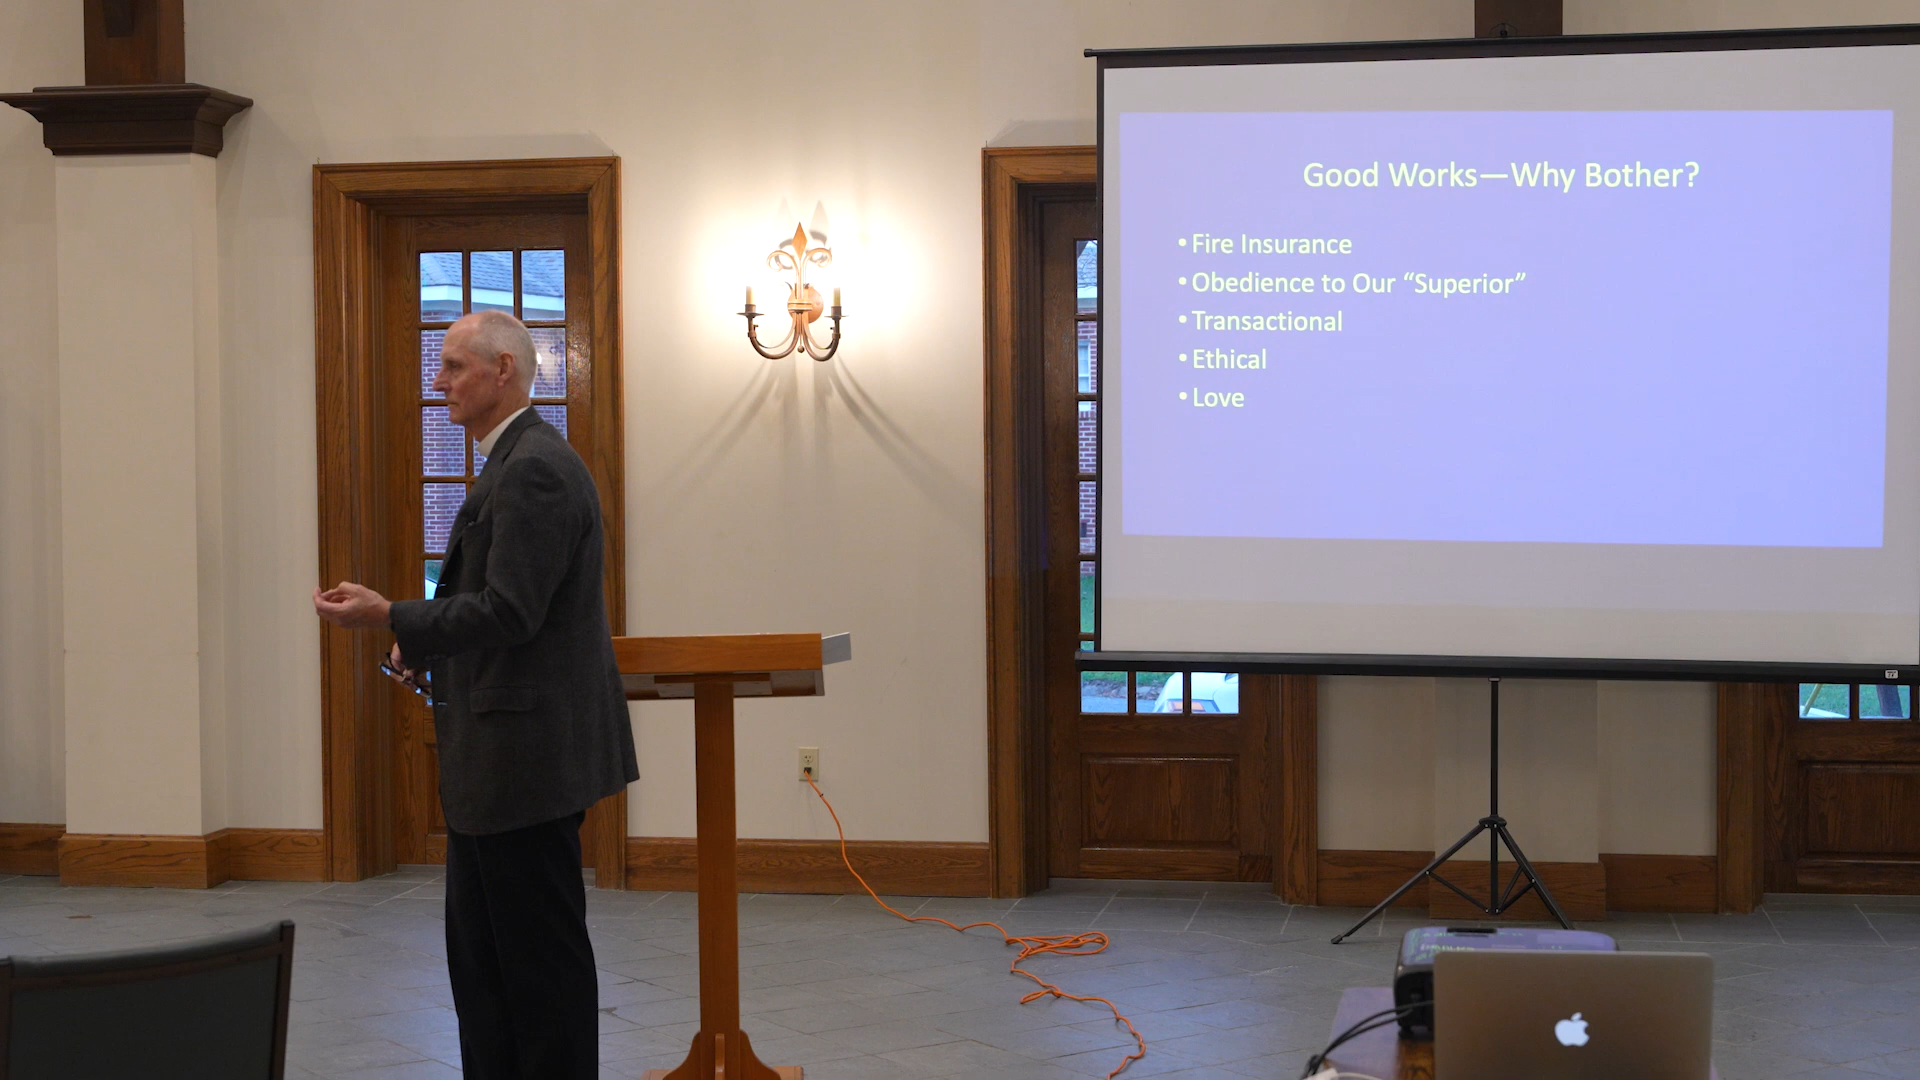 Good Works—Why Bother?
• Fire Insurance
• Obedience to Our “Superior”
• Transactional
• Ethical
• Love